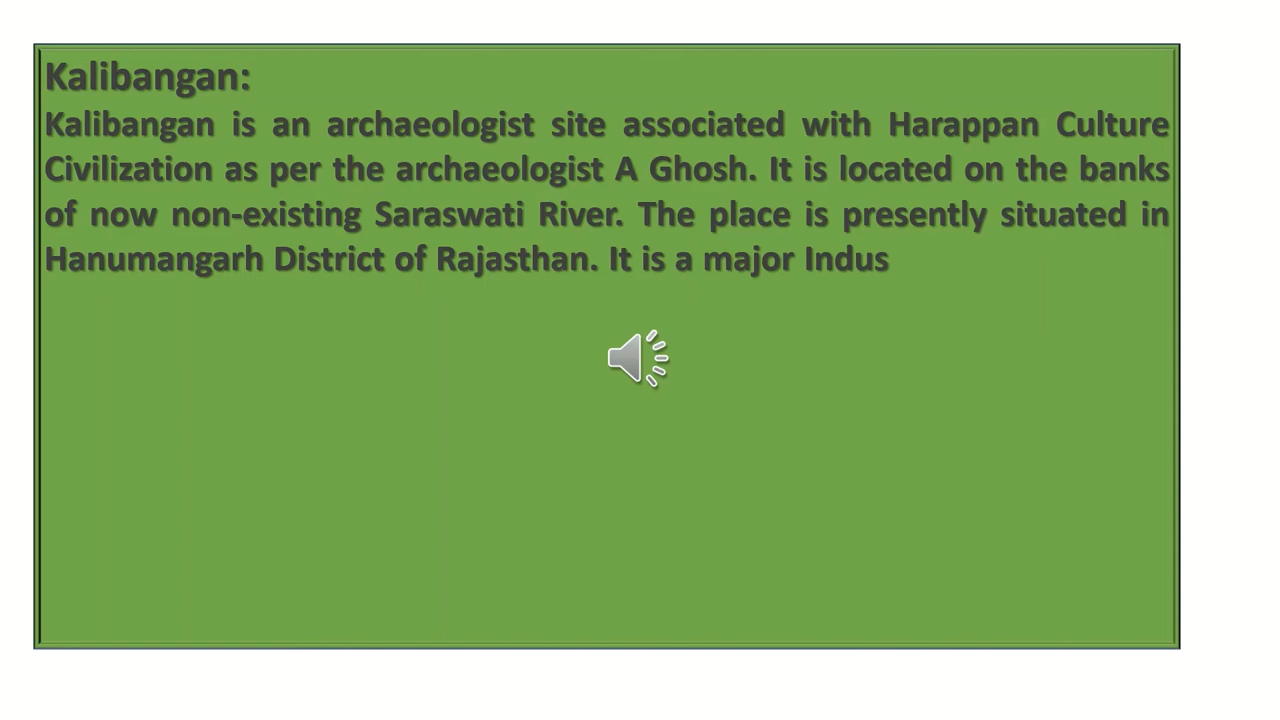 Kalibangan:
Kalibangan is an archaeologist site associated with Harappan Culture
Civilization as per the archaeologist A Ghosh. It is located on the banks
of now non-existing Saraswati River. The place is presently situated in
Hanumangarh District of Rajasthan. It is a major Indus